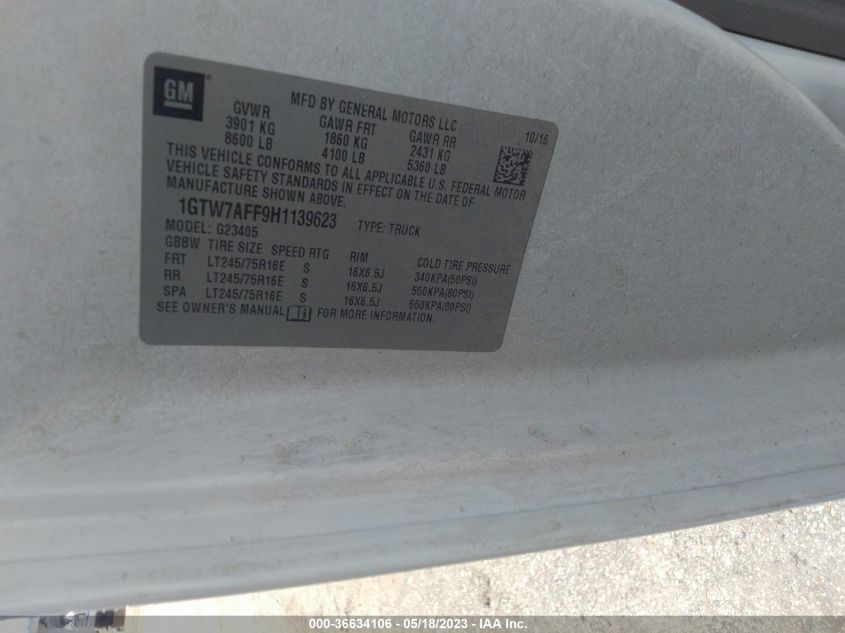 GM
MFD BY GENERAL MOTORS LLC 10/16
GVWR GAWR FRT GAWR RR
3901 KG 1860 KG 2431 KG
8600 LB 4100 LB 5360 LB
THIS VEHICLE CONFORMS TO ALL APPLICABLE U.S. FEDERAL MOTOR
VEHICLE SAFETY STANDARDS IN EFFECT ON THE DATE OF
MANUFACTURE SHOWN ABOVE.
1GTW7AFF9H1139623 TYPE: TRUCK
MODEL: G23405
GBBW TIRE SIZE SPEED RTG RIM COLD TIRE PRESSURE
FRT LT245/75R16E S 16X6.5J 340KPA(50PSI)
RR LT245/75R16E S 16X6.5J 550KPA(80PSI)
SPA LT245/75R16E S 16X6.5J 550KPA(80PSI)
SEE OWNER'S MANUAL FOR MORE INFORMATION.
000-36634106 - 05/18/2023 - IAA Inc.